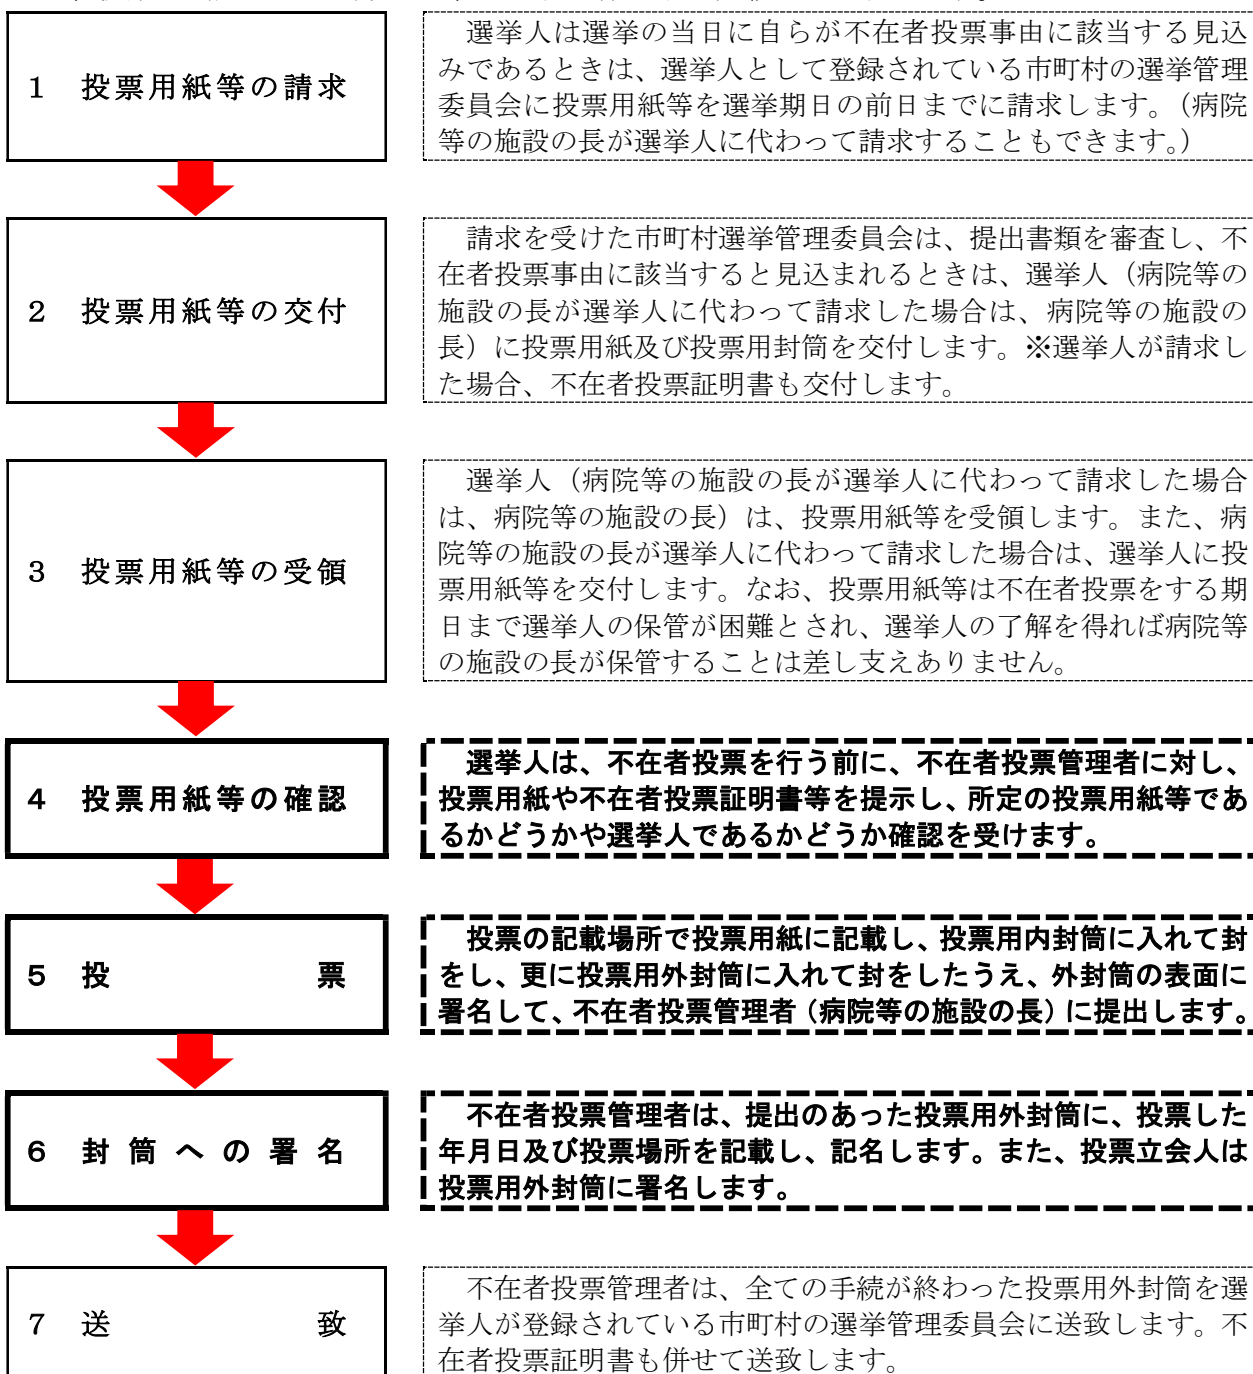 1 投票用紙等の請求
選挙人は選挙の当日に自らが不在者投票事由に該当する見込
みであるときは、選挙人として登録されている市町村の選挙管理
委員会に投票用紙等を選挙期日の前日までに請求します。（病院
等の施設の長が選挙人に代わって請求することもできます。）
2 投票用紙等の交付
請求を受けた市町村選挙管理委員会は、提出書類を審査し、不
在者投票事由に該当すると見込まれるときは、選挙人（病院等の
施設の長が選挙人に代わって請求した場合は、病院等の施設の
長）に投票用紙及び投票用封筒を交付します。※選挙人が請求し
た場合、不在者投票証明書も交付します。
3 投票用紙等の受領
選挙人（病院等の施設の長が選挙人に代わって請求した場合
は、病院等の施設の長）は、投票用紙等を受領します。また、病
院等の施設の長が選挙人に代わって請求した場合は、選挙人に投
票用紙等を交付します。なお、投票用紙等は不在者投票をする期
日まで選挙人の保管が困難とされ、選挙人の了解を得れば病院等
の施設の長が保管することは差し支えありません。
4 投票用紙等の確認
選挙人は、不在者投票を行う前に、不在者投票管理者に対し、
投票用紙や不在者投票証明書等を提示し、所定の投票用紙等であ
るかどうかや選挙人であるかどうか確認を受けます。
5 投 票
投票の記載場所で投票用紙に記載し、投票用内封筒に入れて封
をし、更に投票用外封筒に入れて封をしたうえ、外封筒の表面に
署名して、不在者投票管理者（病院等の施設の長）に提出します。
6 封筒への署名
不在者投票管理者は、提出のあった投票用外封筒に、投票した
年月日及び投票場所を記載し、記名します。また、投票立会人は
投票用外封筒に署名します。
7 送 致
不在者投票管理者は、全ての手続が終わった投票用外封筒を選
挙人が登録されている市町村の選挙管理委員会に送致します。不
在者投票証明書も併せて送致します。